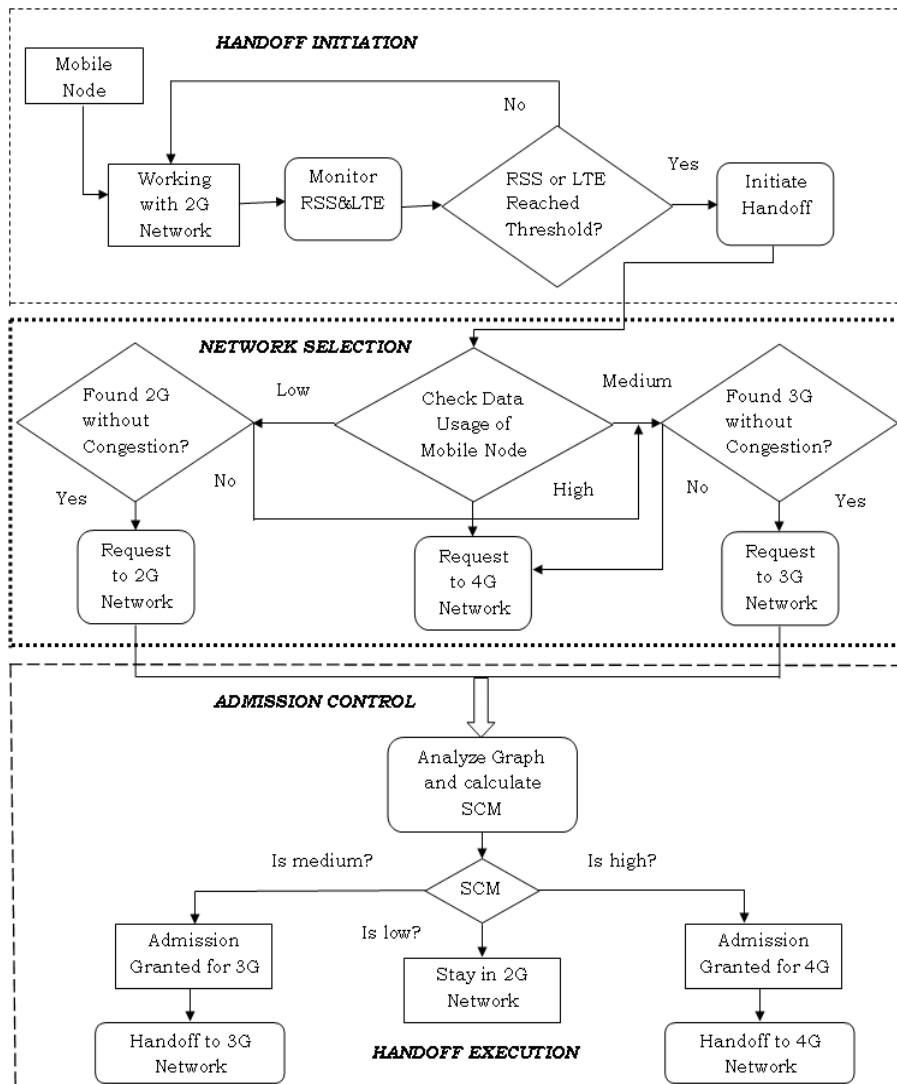 HANDOFF INITIATION
Mobile
Node
No
Working
with 2G
Network
Monitor
RSS&LTE
RSS or LTE
Reached
Threshold?
Yes
Initiate
Handoff
NETWORK SELECTION
Found 2G
without
Congestion?
Low
Check Data
Usage of
Mobile Node
Medium
Found 3G
without
Congestion?
Yes
No
High
No
Yes
Request
to 2G
Network
Request
to 4G
Network
Request
to 3G
Network
ADMISSION CONTROL
Analyze Graph
and calculate
SCM
Is medium?
SCM
Is high?
Is low?
Admission
Granted for 3G
Stay in 2G
Network
Admission
Granted for 4G
Handoff to 3G
Network
HANDOFF EXECUTION
Handoff to 4G
Network